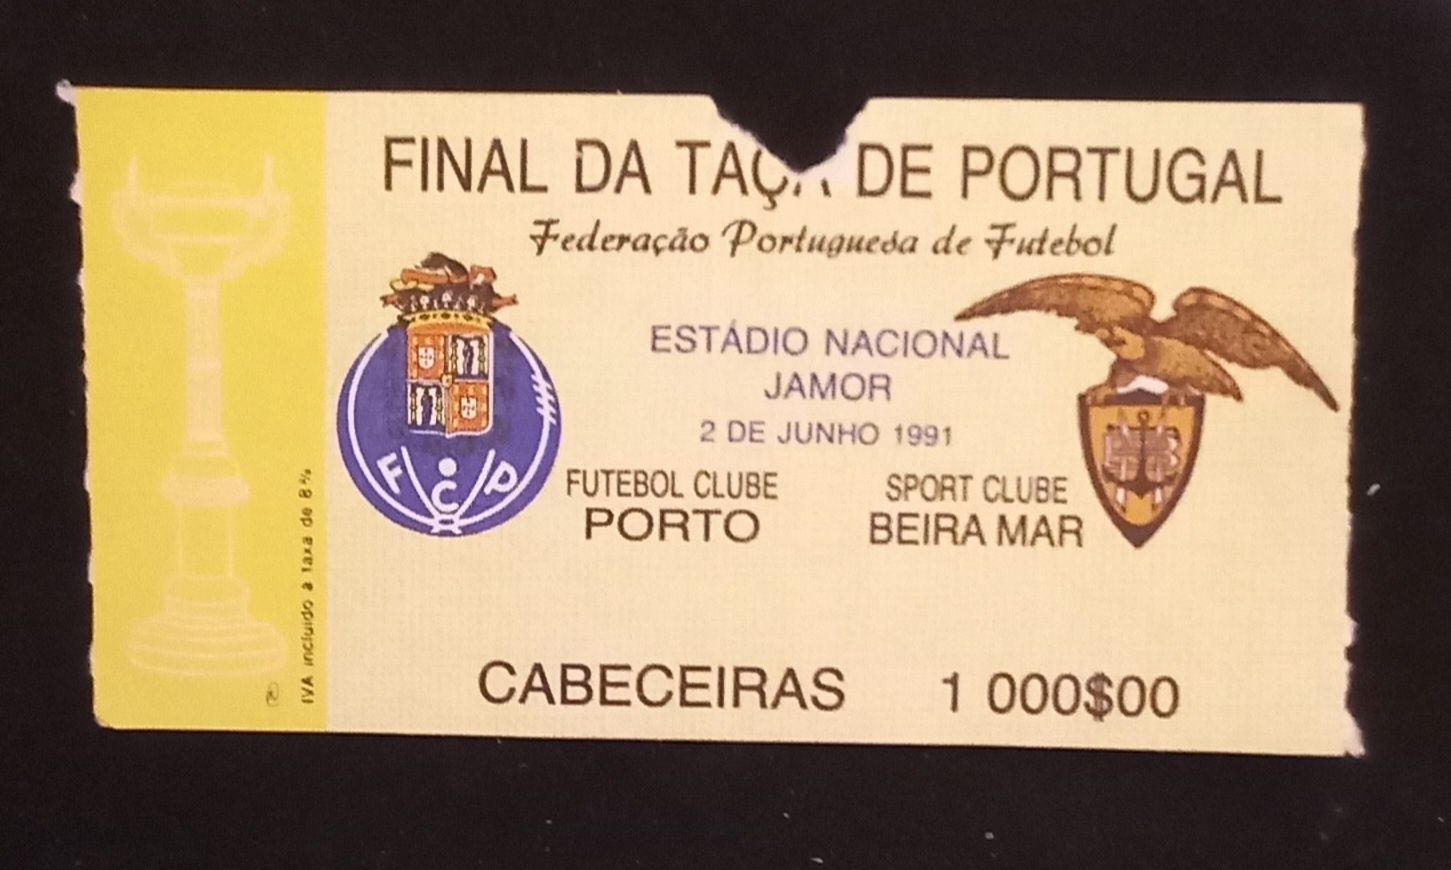 FINAL DA TAÇA DE PORTUGAL
Federação Portuguesa de Futebol
ESTÁDIO NACIONAL
JAMOR
2 DE JUNHO 1991
FCP
FUTEBOL CLUBE
PORTO
SPORT CLUBE
BEIRA MAR
CABECEIRAS 1 000$00
IVA incluido à taxa de 8%